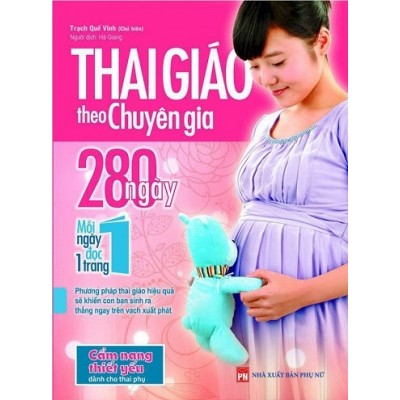 Trạch Quế Vinh (Chủ biên)
Người dịch: Hà Giang
THAI GIÁO
theo Chuyên gia
280 ngày
Mỗi
ngày
đọc
1 trang
1
Phương pháp thai giáo hiệu quả
sẽ khiến con bạn sinh ra
thắng ngay trên vạch xuất phát
Cẩm nang
thiết yếu
dành cho thai phụ
PN
NHÀ XUẤT BẢN PHỤ NỮ